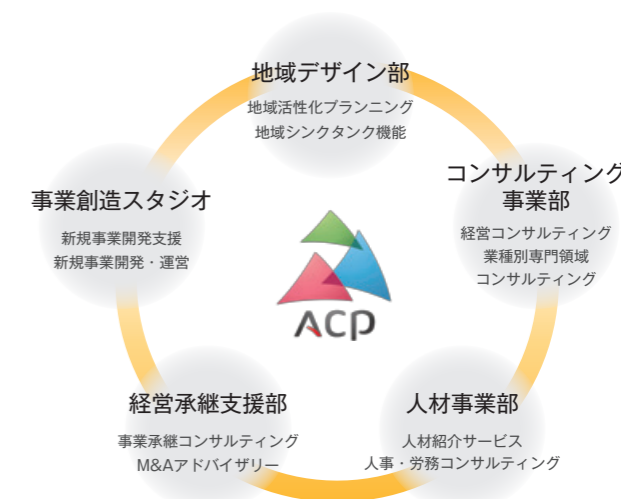 地域デザイン部
地域活性化プランニング
地域シンクタンク機能
コンサルティング
事業部
経営コンサルティング
業種別専門領域
コンサルティング
事業創造スタジオ
新規事業開発支援
新規事業開発・運営
ACP
経営承継支援部
事業承継コンサルティング
M&Aアドバイザリー
人材事業部
人材紹介サービス
人事・労務コンサルティング